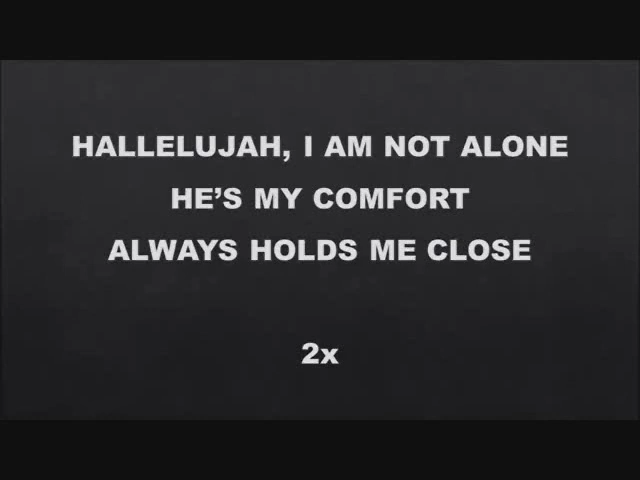 HALLELUJAH, I AM NOT ALONE
HE’S MY COMFORT
ALWAYS HOLDS ME CLOSE
2x